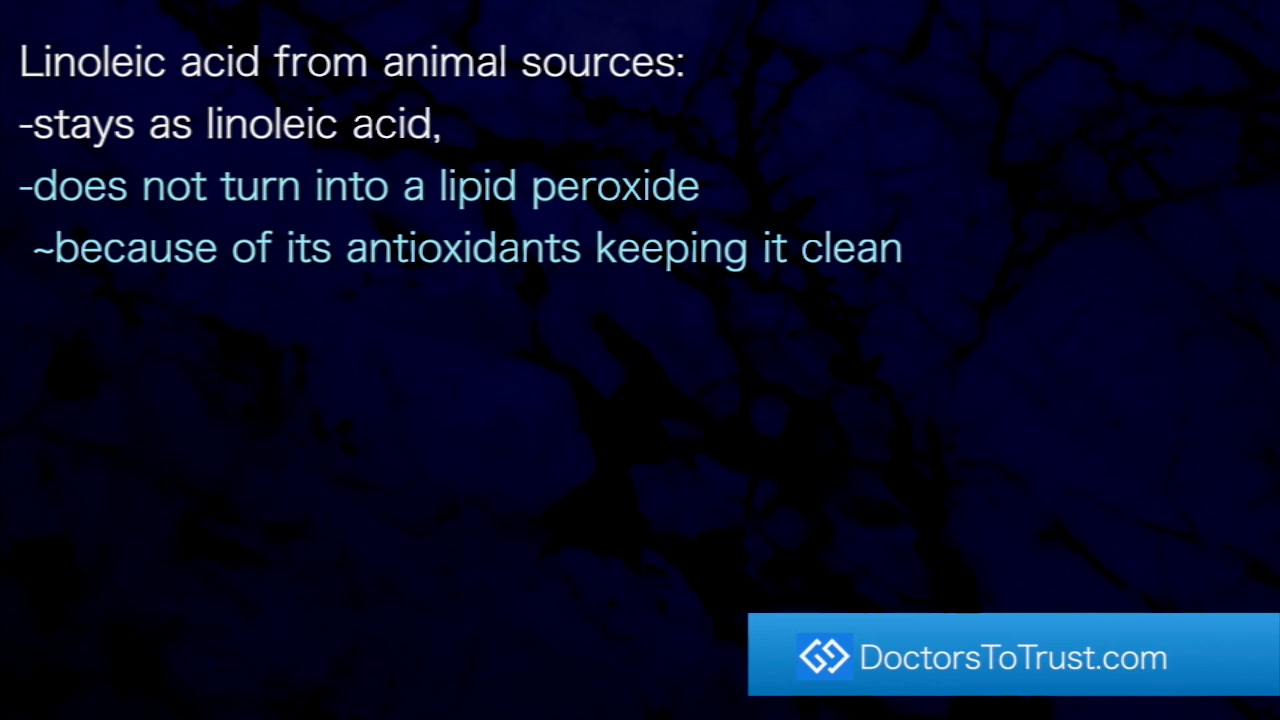 Linoleic acid from animal sources:
-stays as linoleic acid,
-does not turn into a lipid peroxide
~because of its antioxidants keeping it clean
DoctorsToTrust.com